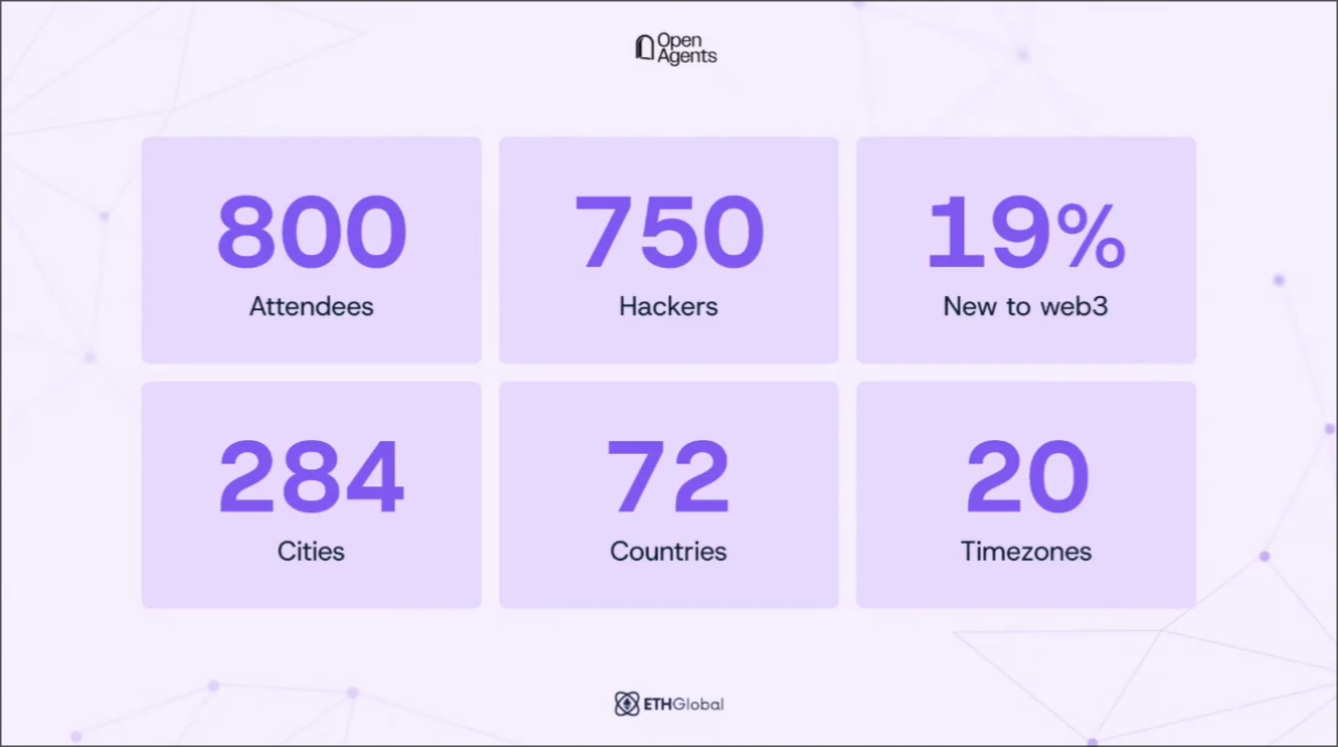 Open
Agents
800
Attendees
750
Hackers
19%
New to web3
284
Cities
72
Countries
20
Timezones
ETHGlobal